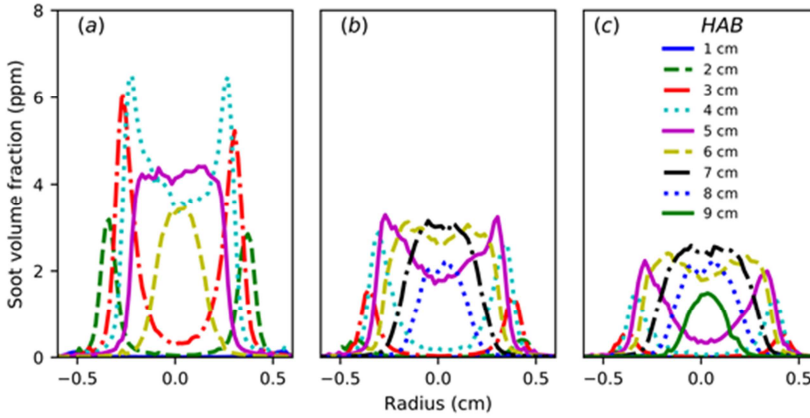 Soot volume fraction (ppm)
8
6
4
2
0
(a)
(b)
(c)
HAB
1 cm
2 cm
3 cm
4 cm
5 cm
6 cm
7 cm
8 cm
9 cm
−0.5 0.0 0.5
−0.5 0.0 0.5
−0.5 0.0 0.5
Radius (cm)